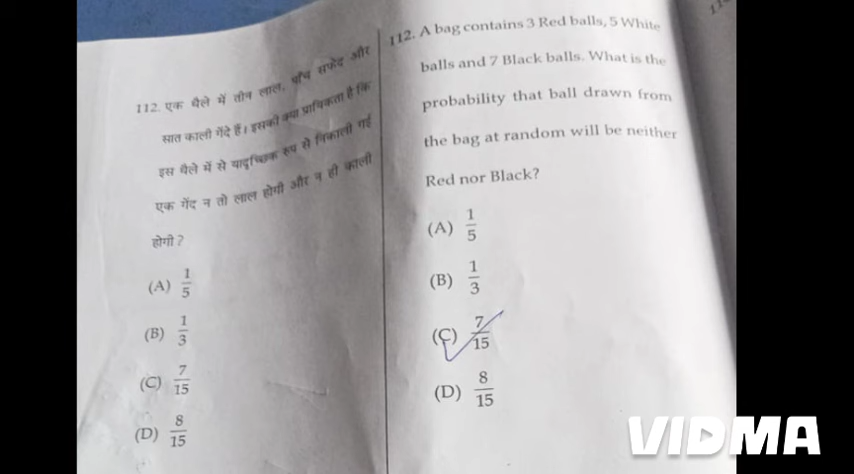 112. एक थैले में तीन लाल, पाँच सफेद और
सात काली गेंदे हैं। इसकी क्या प्रायिकता है कि
इस थैले में से यादृच्छिक रूप से निकाली गई
एक गेंद न तो लाल होगी और न ही काली
होगी ?
(A) 1/5
(B) 1/3
(C) 7/15
(D) 8/15
112. A bag contains 3 Red balls, 5 White
balls and 7 Black balls. What is the
probability that ball drawn from
the bag at random will be neither
Red nor Black?
(A) 1/5
(B) 1/3
(C) 7/15
(D) 8/15
VIDMA